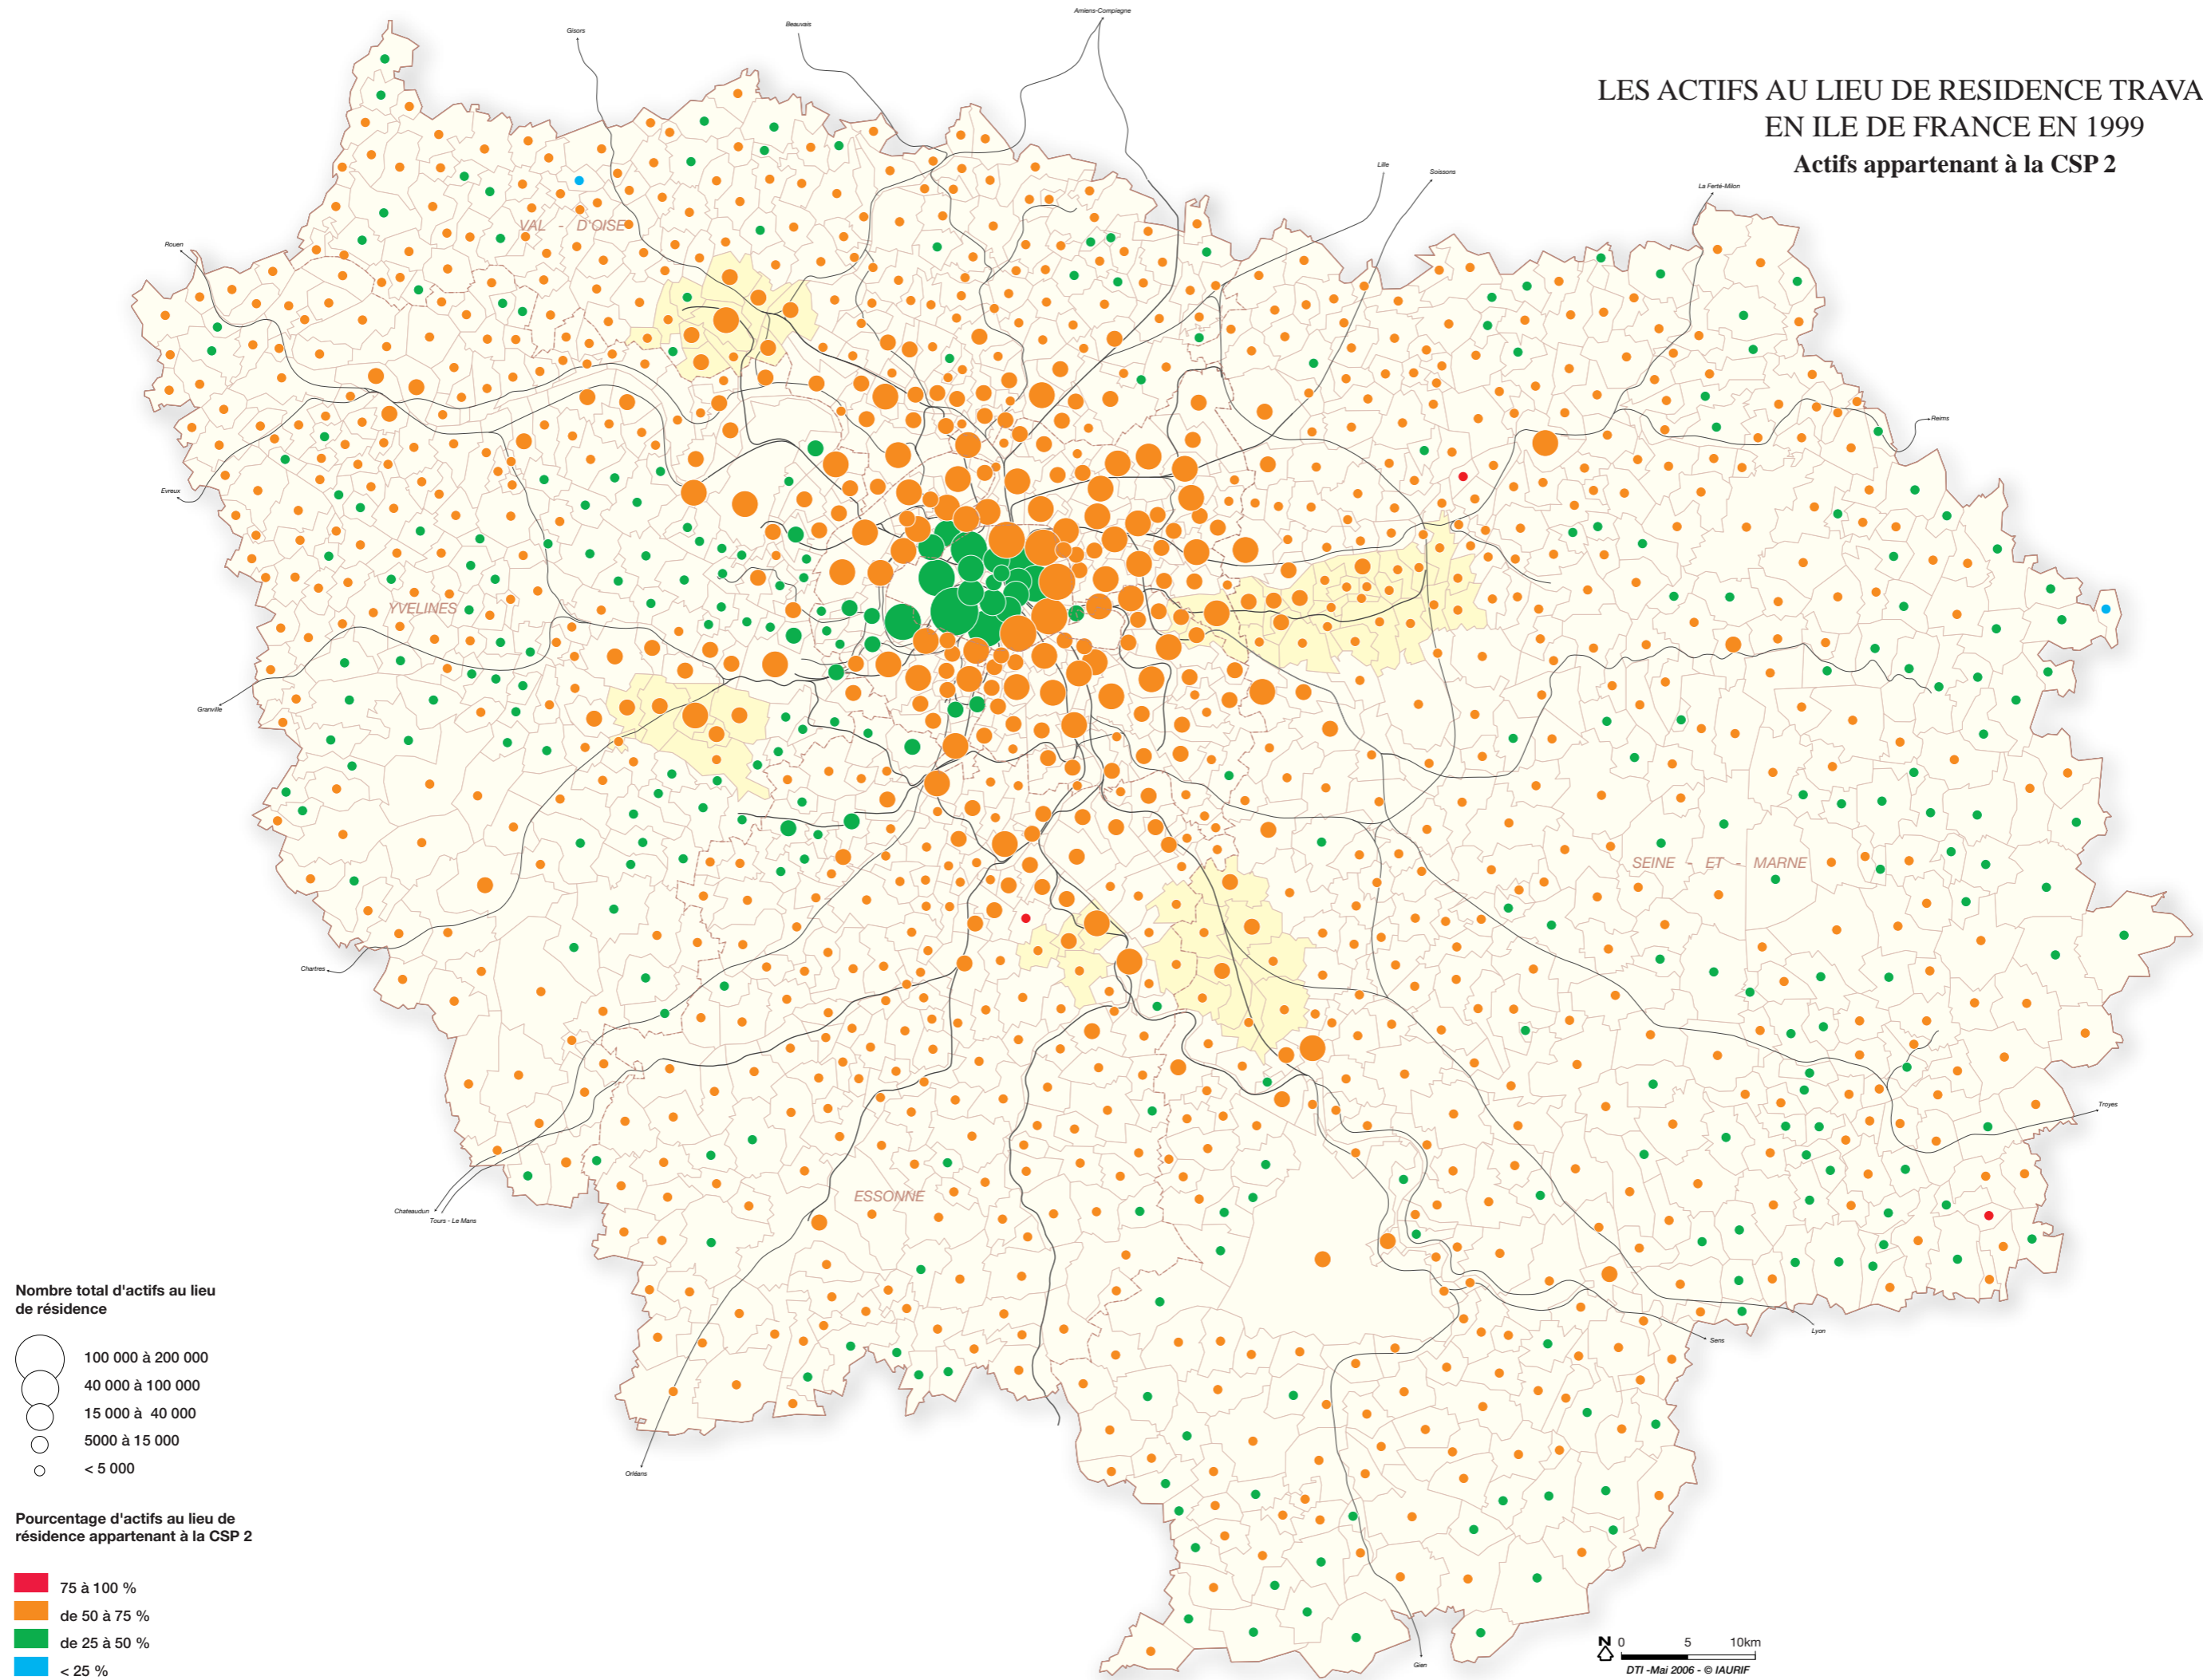 LES ACTIFS AU LIEU DE RESIDENCE TRAVA
EN ILE DE FRANCE EN 1999
Actifs appartenant à la CSP 2
Amiens-Compiegne
Beauvais
Gisors
Lille
Soissons
La Ferté-Milon
VAL - D'OISE
Rouen
Reims
Evreux
YVELINES
Granville
SEINE - ET - MARNE
Chartres
Troyes
ESSONNE
Chateaudun
Tours - Le Mans
Lyon
Sens
Orléans
Gien
Nombre total d'actifs au lieu
de résidence
100 000 à 200 000
40 000 à 100 000
15 000 à 40 000
5000 à 15 000
< 5 000
Pourcentage d'actifs au lieu de
résidence appartenant à la CSP 2
75 à 100 %
de 50 à 75 %
de 25 à 50 %
< 25 %
N 0 5 10km
DTI -Mai 2006 - © IAURIF